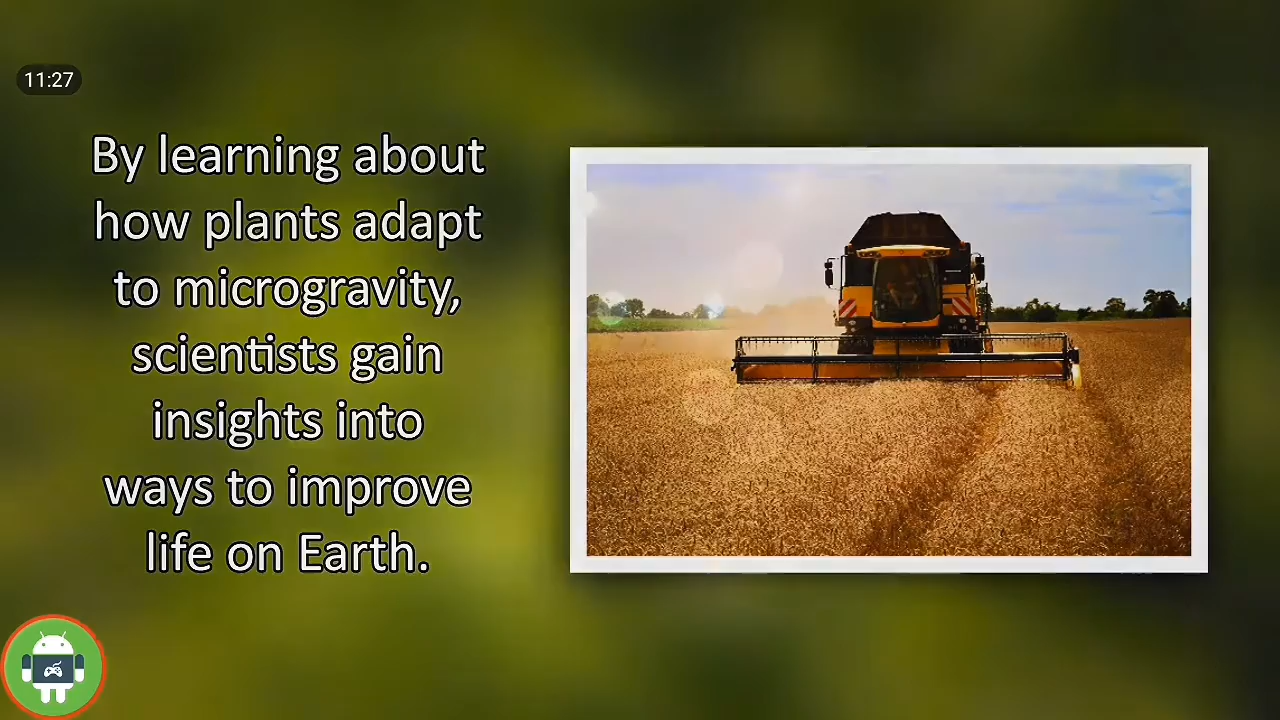 11:27
By learning about
how plants adapt
to microgravity,
scientists gain
insights into
ways to improve
life on Earth.